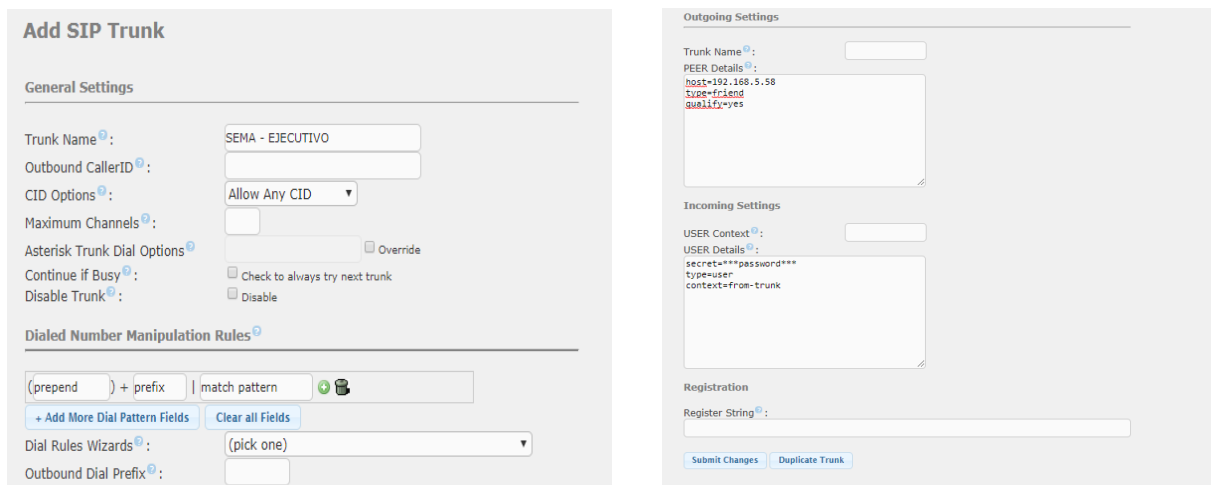 Add SIP Trunk
General Settings
Trunk Name? :
SEMA - EJECUTIVO
Outbound CallerID? :
CID Options? :
Allow Any CID
Maximum Channels? :
Asterisk Trunk Dial Options?
Override
Continue if Busy? :
Check to always try next trunk
Disable Trunk? :
Disable
Dialed Number Manipulation Rules?
(prepend ) + prefix | match pattern
+ Add More Dial Pattern Fields
Clear all Fields
Dial Rules Wizards? :
(pick one)
Outbound Dial Prefix? :
Outgoing Settings
Trunk Name? :
PEER Details? :
host=192.168.5.58
type=friend
qualify=yes
Incoming Settings
USER Context? :
USER Details? :
secret=***password***
type=user
context=from-trunk
Registration
Register String? :
Submit Changes
Duplicate Trunk